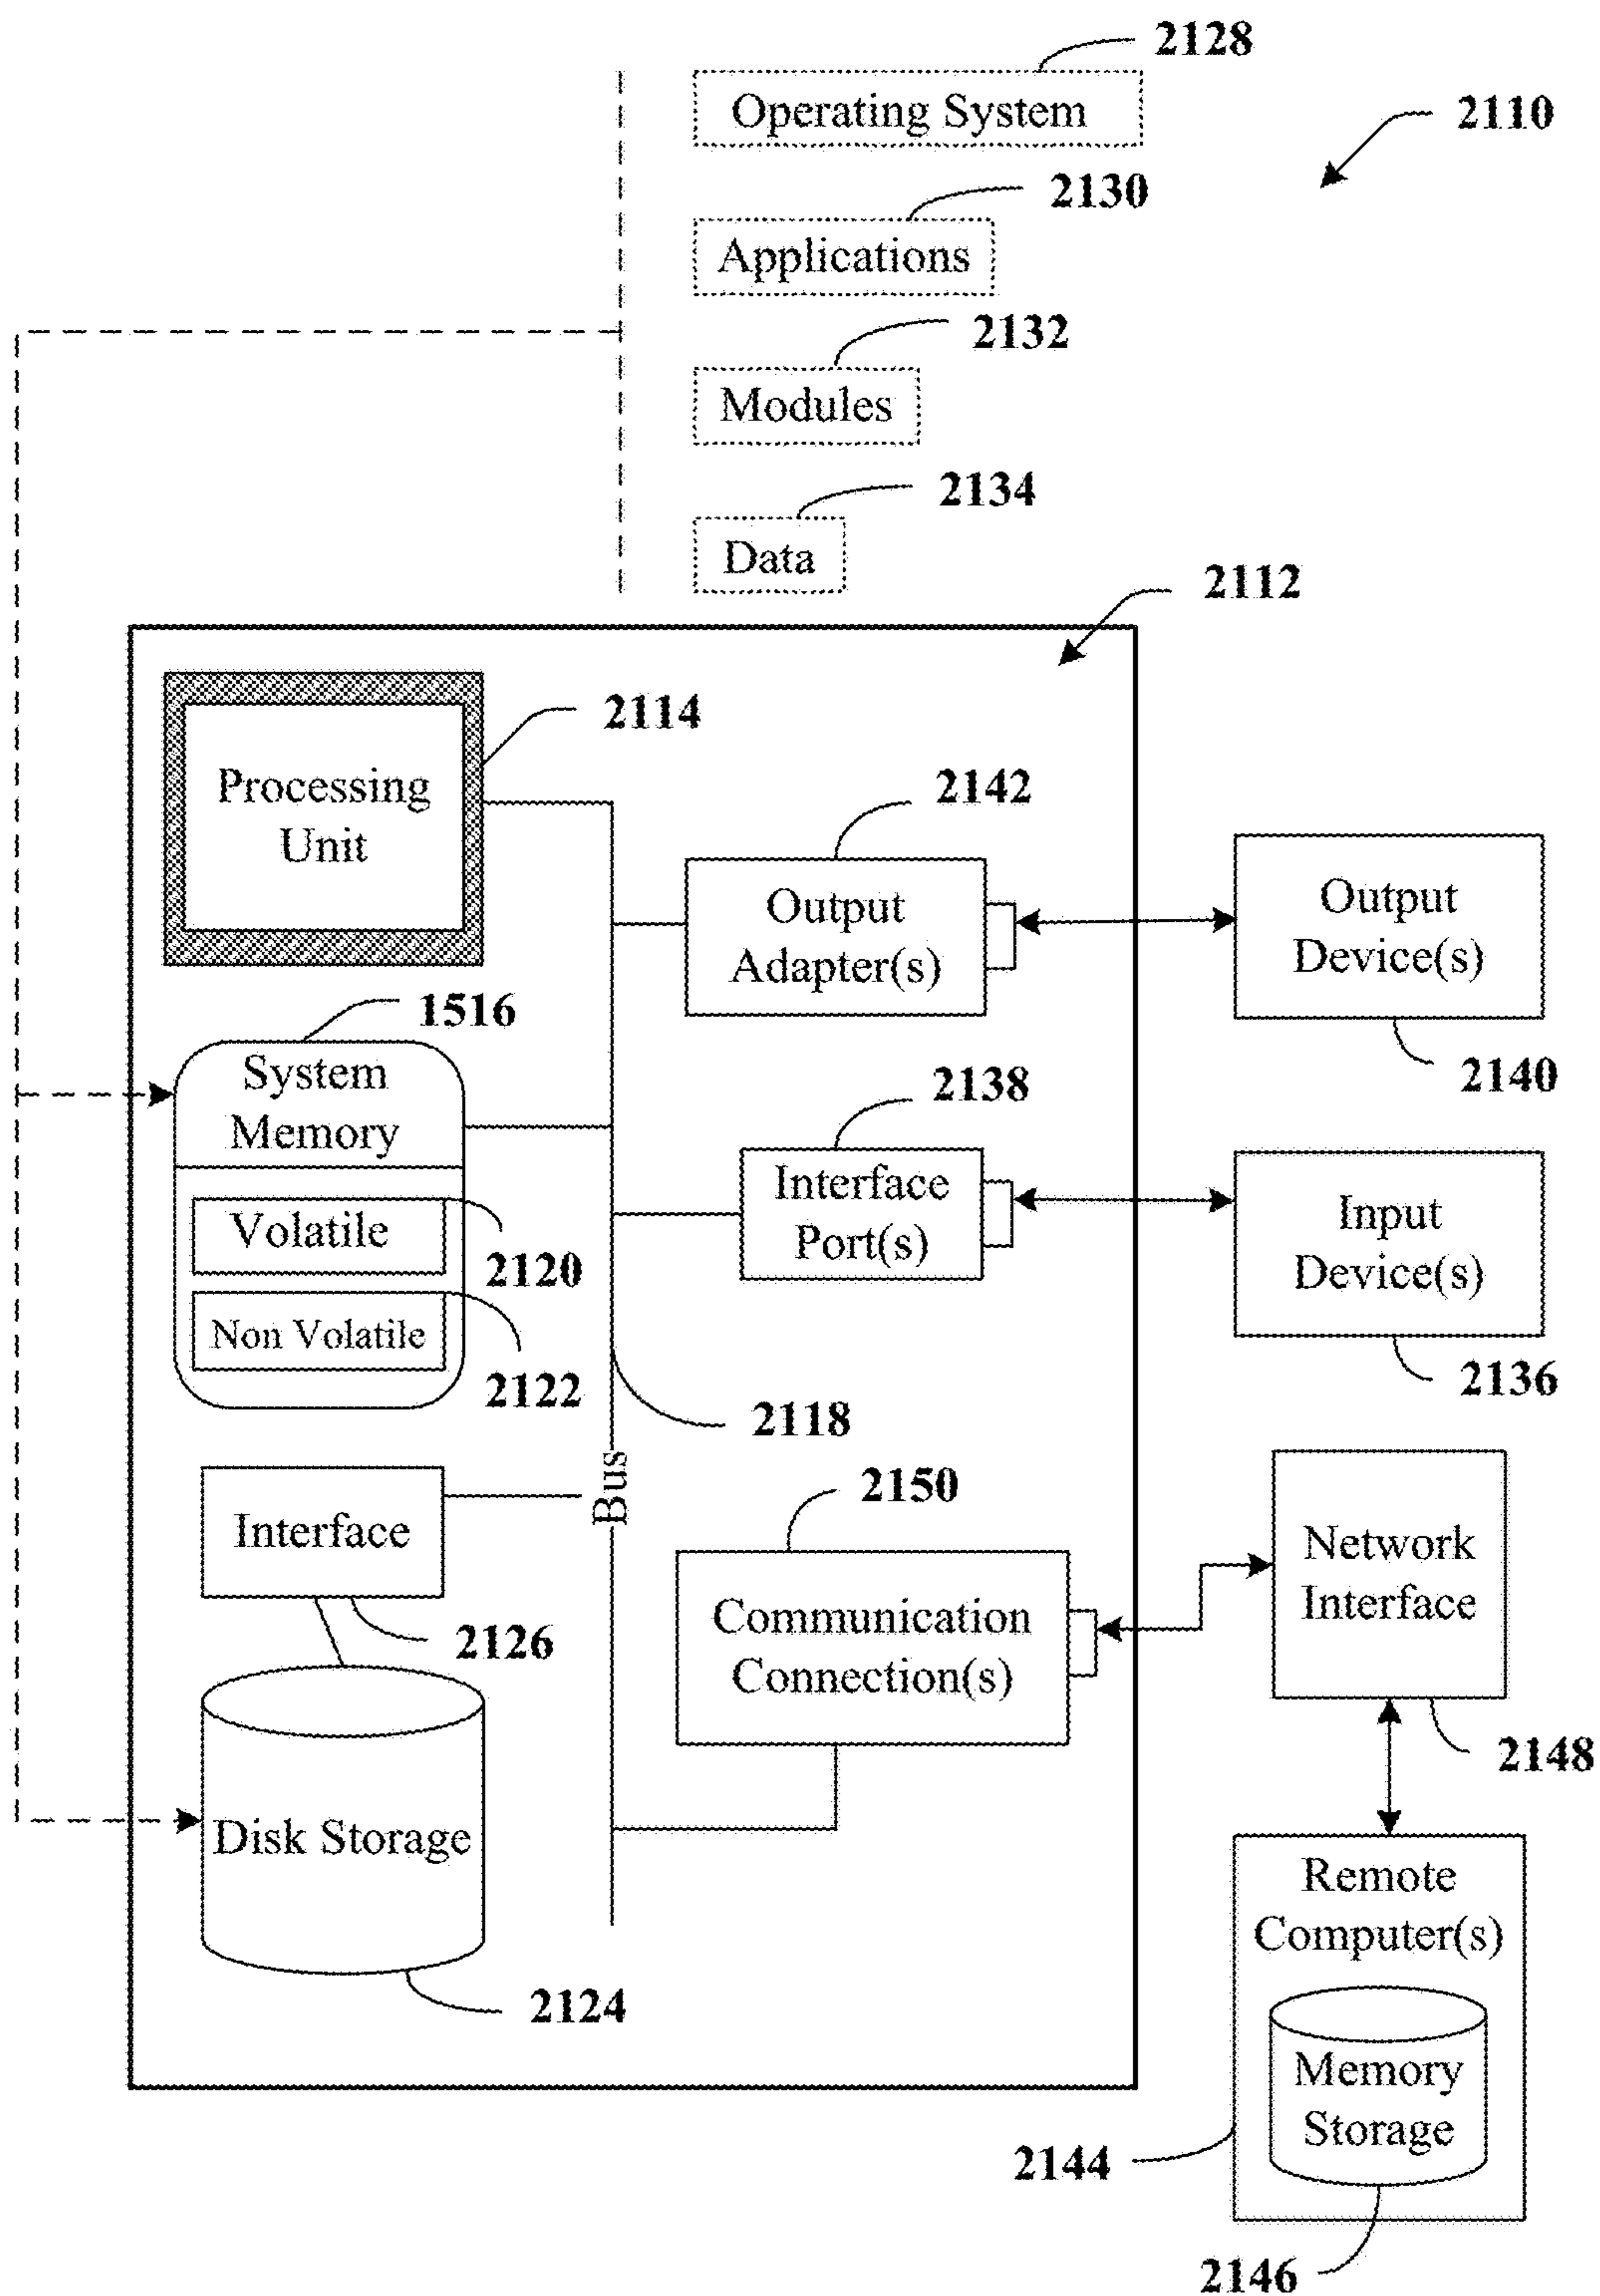 2128
Operating System
2110
2130
Applications
2132
Modules
2134
Data
2112
2114
Processing
Unit
2142
Output
Adapter(s)
Output
Device(s)
2140
1516
System
Memory
Volatile
2120
Non Volatile
2122
2138
Interface
Port(s)
Input
Device(s)
2136
2118
Bus
Interface
2126
2150
Communication
Connection(s)
Network
Interface
2148
Disk Storage
2124
Remote
Computer(s)
Memory
Storage
2144
2146